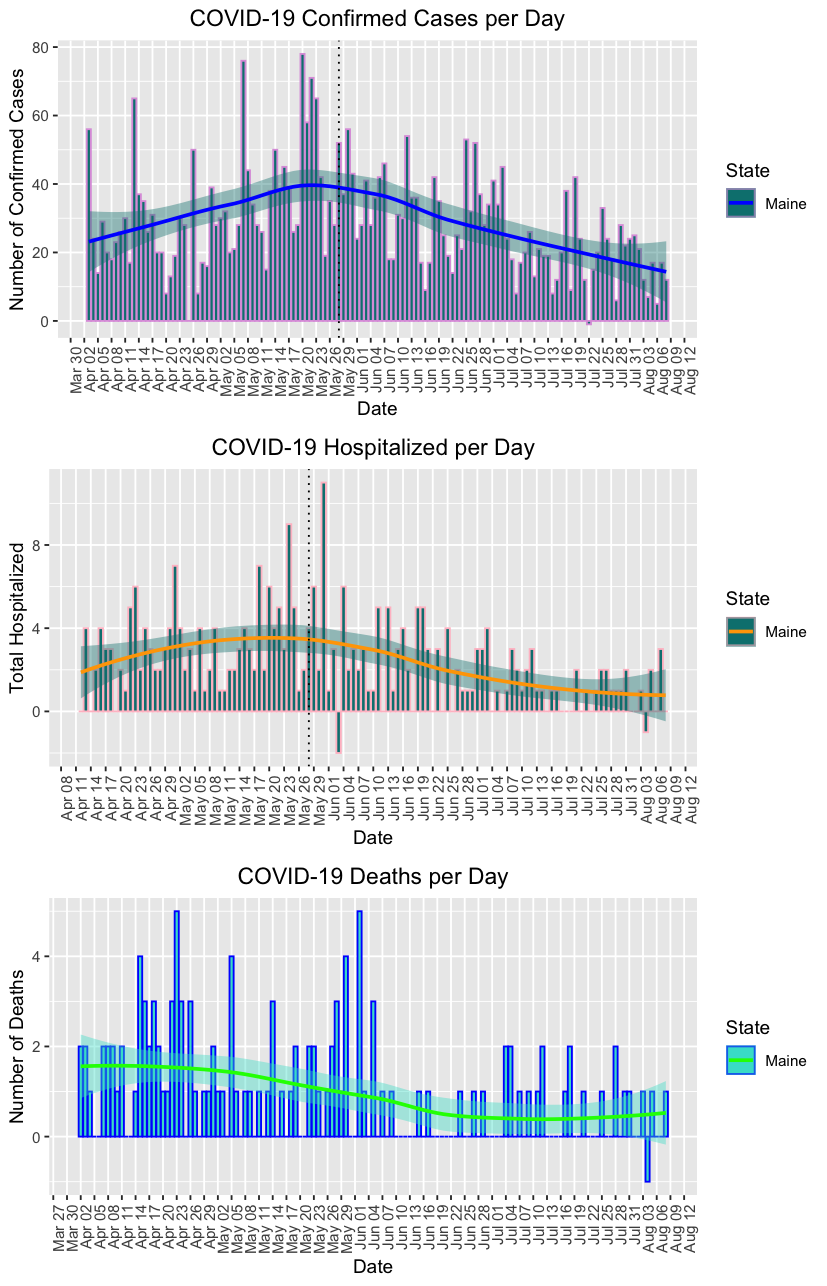 COVID-19 Confirmed Cases per Day
Number of Confirmed Cases
80
60
40
20
0
Mar 30 Apr 02 Apr 05 Apr 08 Apr 11 Apr 14 Apr 17 Apr 20 Apr 23 Apr 26 Apr 29 May 02 May 05 May 08 May 11 May 14 May 17 May 20 May 23 May 26 May 29 Jun 01 Jun 04 Jun 07 Jun 10 Jun 13 Jun 16 Jun 19 Jun 22 Jun 25 Jun 28 Jul 01 Jul 04 Jul 07 Jul 10 Jul 13 Jul 16 Jul 19 Jul 22 Jul 25 Jul 28 Jul 31 Aug 03 Aug 06 Aug 09 Aug 12
Date
State
Maine
COVID-19 Hospitalized per Day
Total Hospitalized
8
4
0
Apr 08 Apr 11 Apr 14 Apr 17 Apr 20 Apr 23 Apr 26 Apr 29 May 02 May 05 May 08 May 11 May 14 May 17 May 20 May 23 May 26 May 29 Jun 01 Jun 04 Jun 07 Jun 10 Jun 13 Jun 16 Jun 19 Jun 22 Jun 25 Jun 28 Jul 01 Jul 04 Jul 07 Jul 10 Jul 13 Jul 16 Jul 19 Jul 22 Jul 25 Jul 28 Jul 31 Aug 03 Aug 06 Aug 09 Aug 12
Date
State
Maine
COVID-19 Deaths per Day
Number of Deaths
4
2
0
Mar 27 Mar 30 Apr 02 Apr 05 Apr 08 Apr 11 Apr 14 Apr 17 Apr 20 Apr 23 Apr 26 Apr 29 May 02 May 05 May 08 May 11 May 14 May 17 May 20 May 23 May 26 May 29 Jun 01 Jun 04 Jun 07 Jun 10 Jun 13 Jun 16 Jun 19 Jun 22 Jun 25 Jun 28 Jul 01 Jul 04 Jul 07 Jul 10 Jul 13 Jul 16 Jul 19 Jul 22 Jul 25 Jul 28 Jul 31 Aug 03 Aug 06 Aug 09 Aug 12
Date
State
Maine